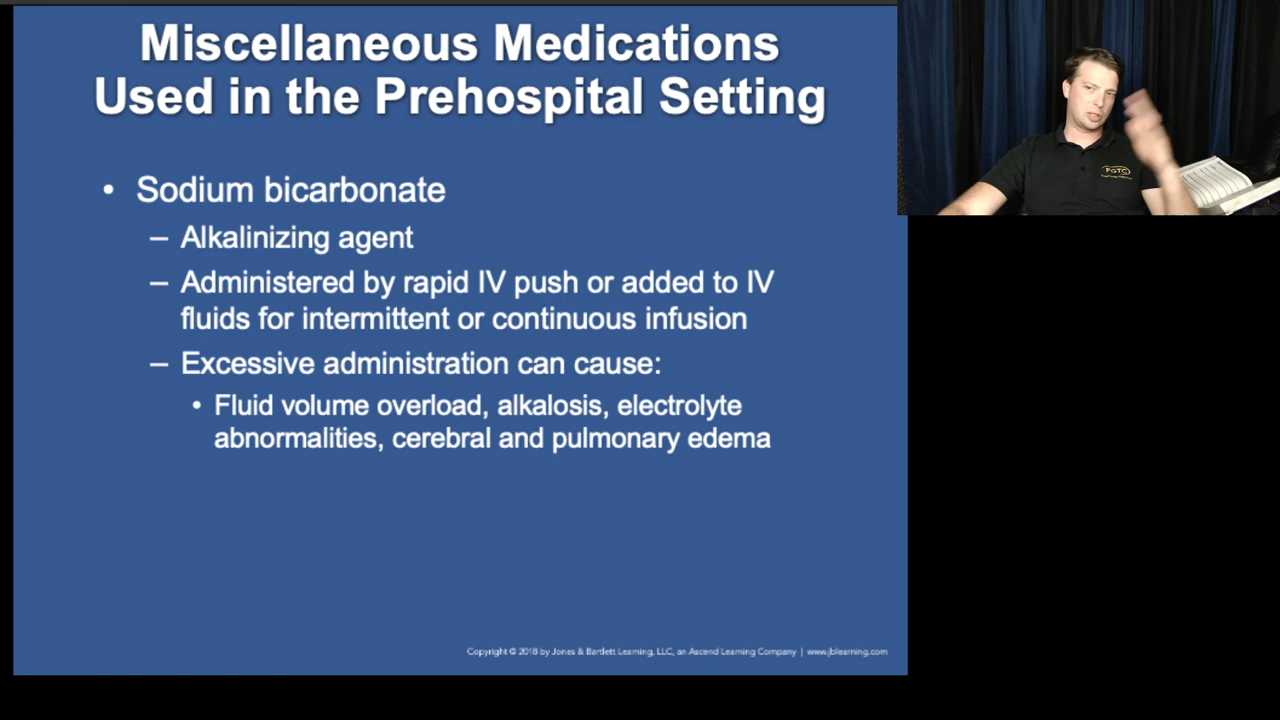 Miscellaneous Medications
Used in the Prehospital Setting
• Sodium bicarbonate
– Alkalinizing agent
– Administered by rapid IV push or added to IV
fluids for intermittent or continuous infusion
– Excessive administration can cause:
• Fluid volume overload, alkalosis, electrolyte
abnormalities, cerebral and pulmonary edema
Copyright © 2018 by Jones & Bartlett Learning, LLC, an Ascend Learning Company | www.jblearning.com
FGTC